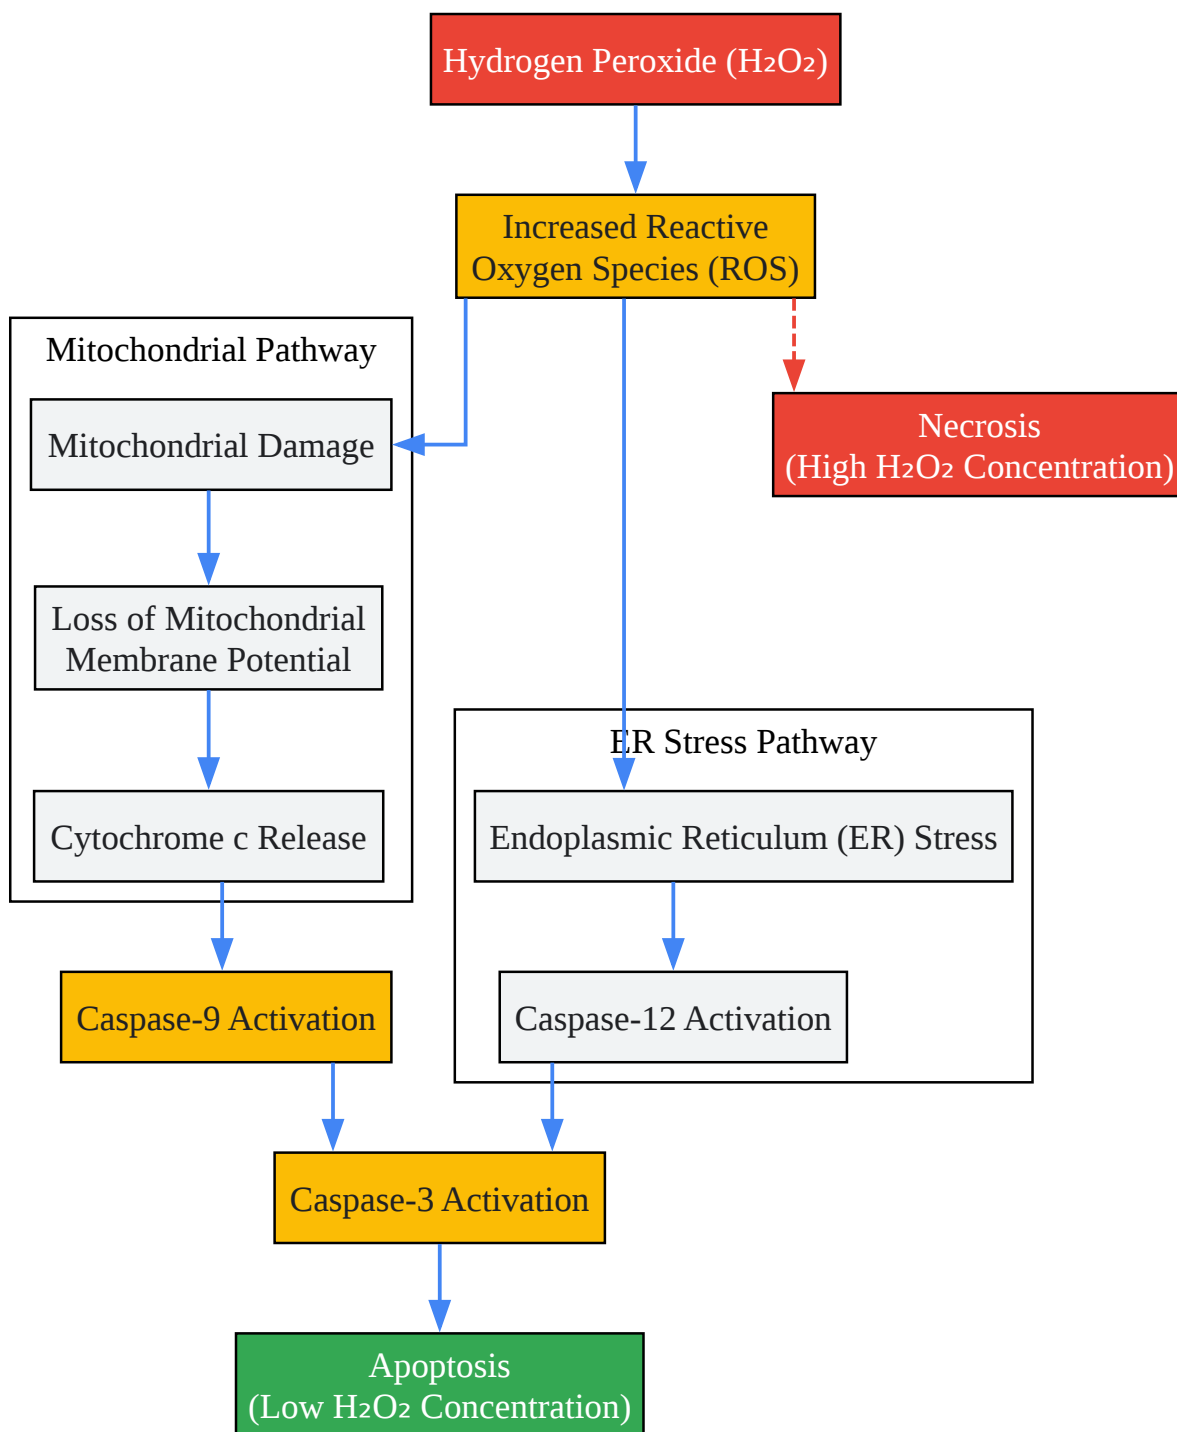 Hydrogen Peroxide (H₂O₂)
Increased Reactive
Oxygen Species (ROS)
Mitochondrial Pathway
Mitochondrial Damage
Necrosis
(High H₂O₂ Concentration)
Loss of Mitochondrial
Membrane Potential
ER Stress Pathway
Cytochrome c Release
Endoplasmic Reticulum (ER) Stress
Caspase-9 Activation
Caspase-12 Activation
Caspase-3 Activation
Apoptosis
(Low H₂O₂ Concentration)